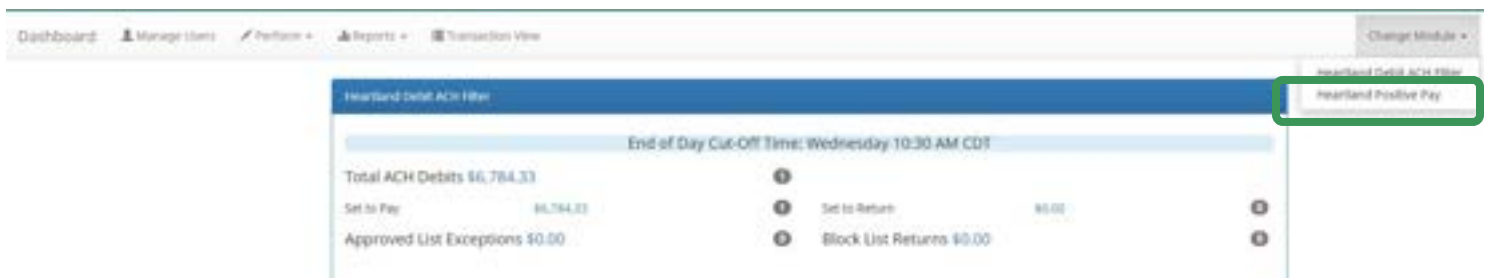 Dashboard Manage Users Perform Reports Transaction View Change Module
Heartland Debit ACH Filter
Heartland Positive Pay
Heartland Debit ACH Filter
End of Day Cut-Off Time: Wednesday 10:30 AM CDT
Total ACH Debits $6,784.33
Set to Pay $6,784.33 Set to Return $0.00
Approved List Exceptions $0.00 Block List Returns $0.00